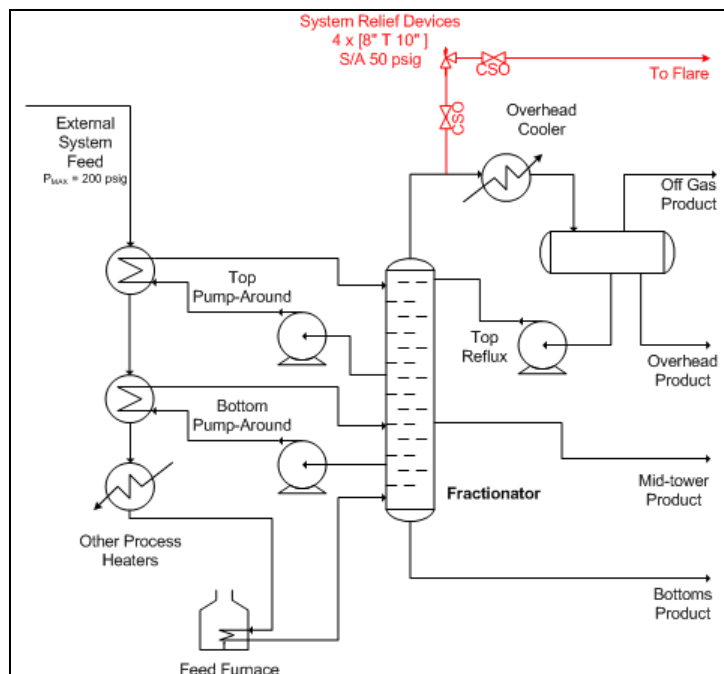 System Relief Devices
4 x [8" T 10" ]
S/A 50 psig
CSO
To Flare
CSO
External
System
Feed
PMAX = 200 psig
Overhead
Cooler
Off Gas
Product
Top
Pump-Around
Top
Reflux
Overhead
Product
Bottom
Pump-Around
Mid-tower
Product
Fractionator
Other Process
Heaters
Bottoms
Product
Feed Furnace